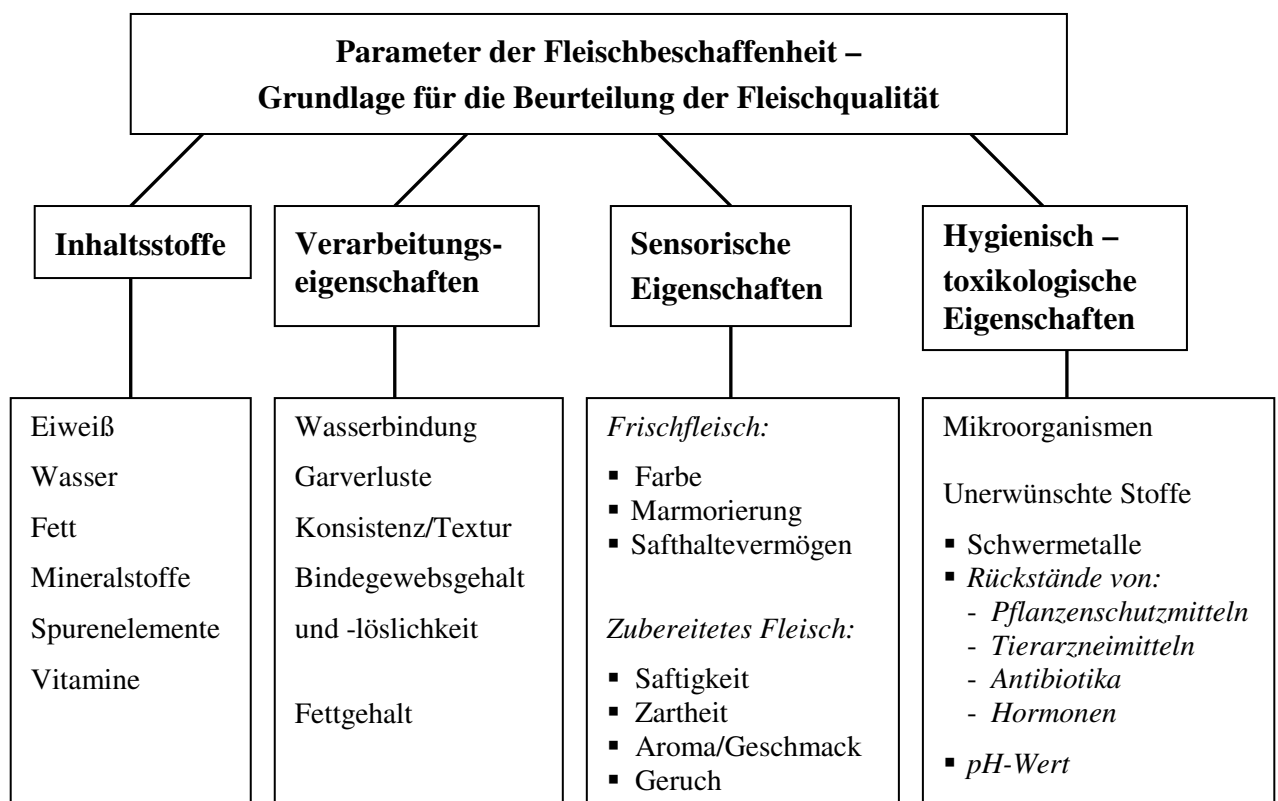 Parameter der Fleischbeschaffenheit –
Grundlage für die Beurteilung der Fleischqualität
Inhaltsstoffe
Eiweiß
Wasser
Fett
Mineralstoffe
Spurenelemente
Vitamine
Verarbeitungs-
eigenschaften
Wasserbindung
Garverluste
Konsistenz/Textur
Bindegewebsgehalt
und -löslichkeit
Fettgehalt
Sensorische
Eigenschaften
Frischfleisch:
▪ Farbe
▪ Marmorierung
▪ Safthaltevermögen
Zubereitetes Fleisch:
▪ Saftigkeit
▪ Zartheit
▪ Aroma/Geschmack
▪ Geruch
Hygienisch –
toxikologische
Eigenschaften
Mikroorganismen
Unerwünschte Stoffe
▪ Schwermetalle
▪ Rückstände von:
- Pflanzenschutzmitteln
- Tierarzneimitteln
- Antibiotika
- Hormonen
▪ pH-Wert